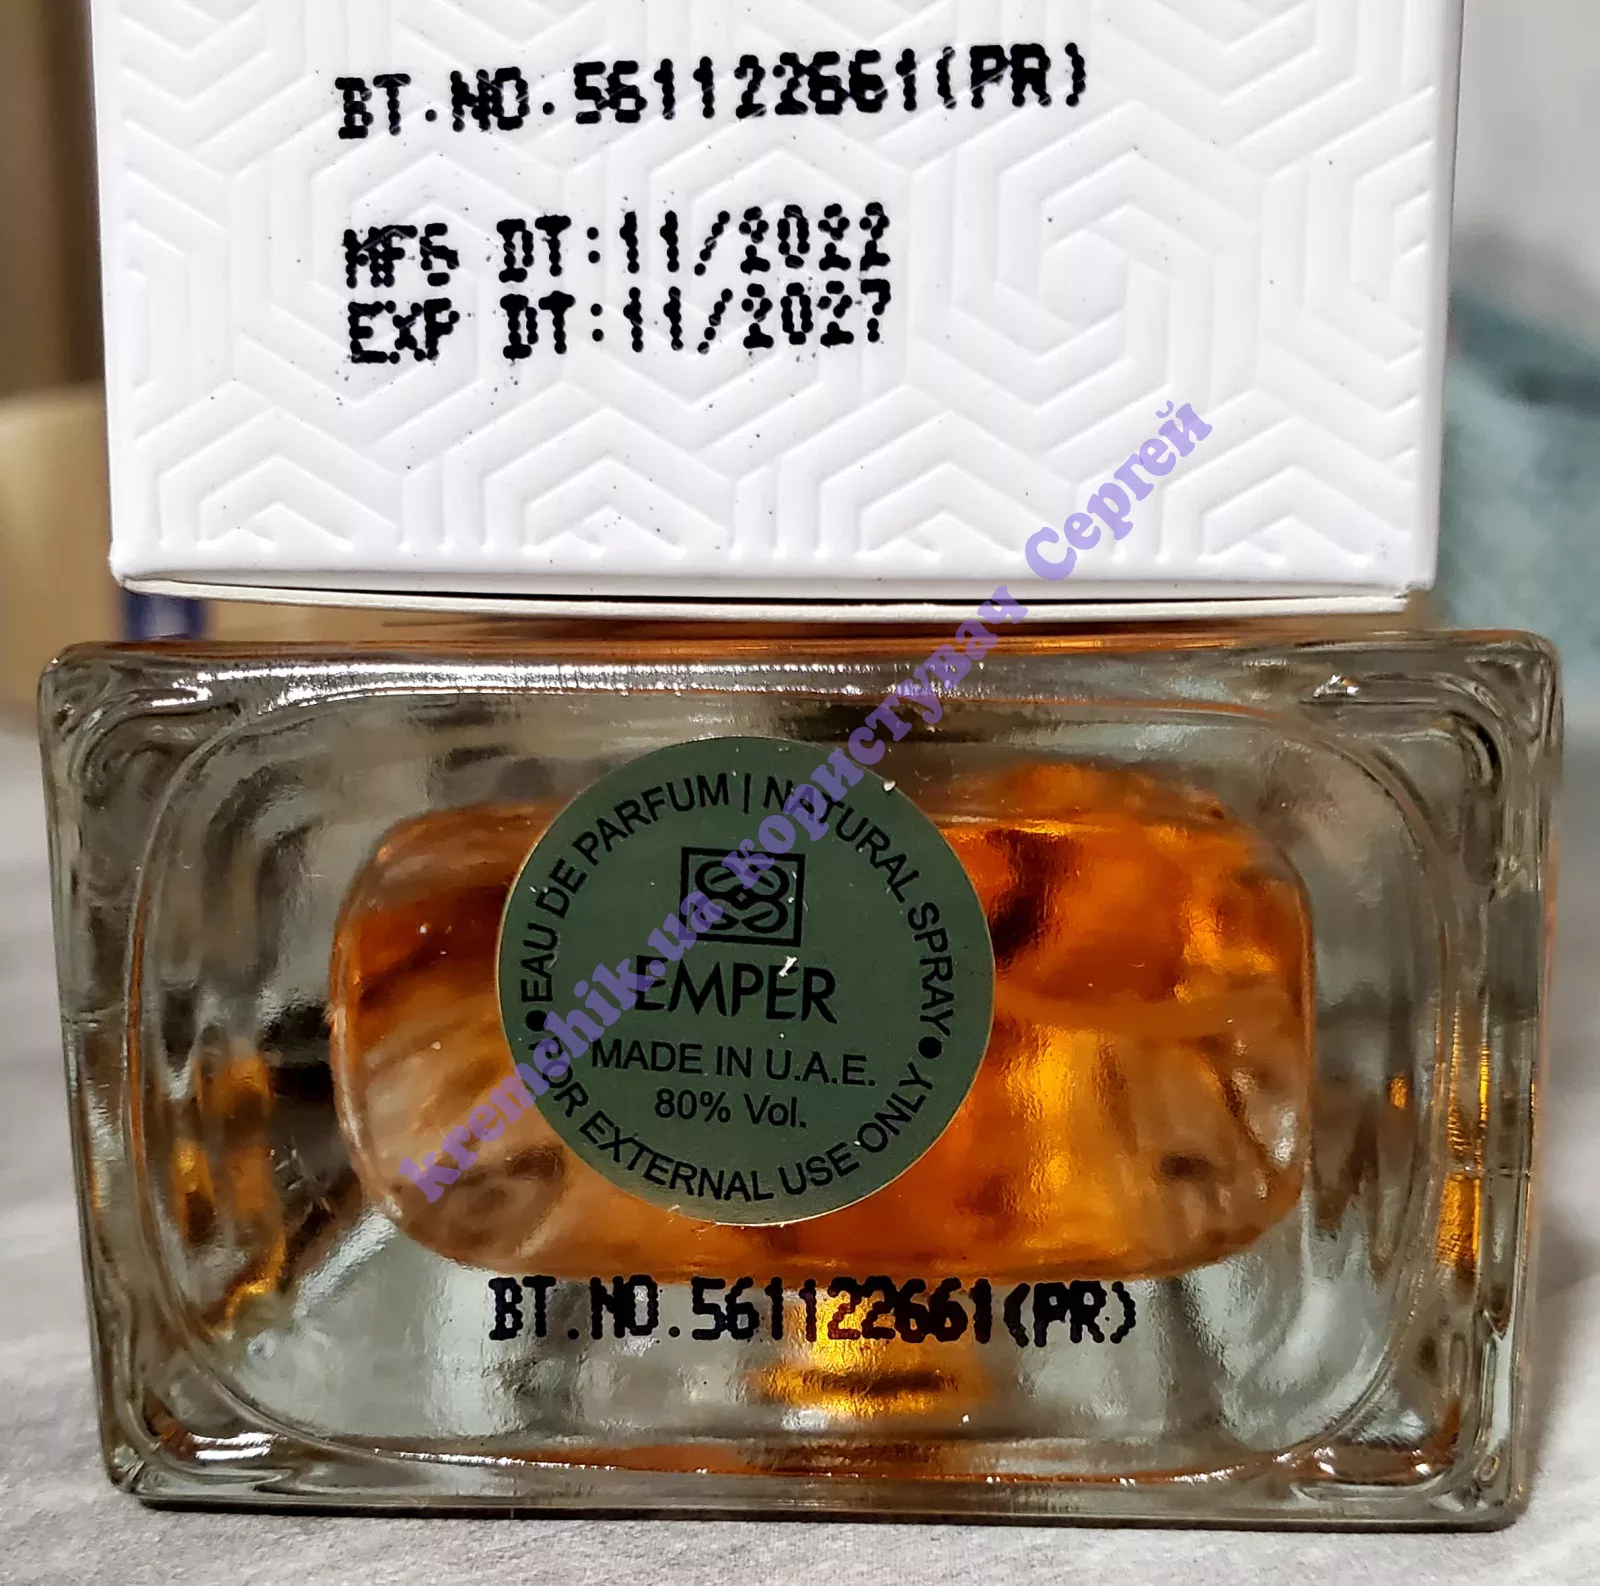 BT.NO.561122661(PR)
MFG DT:11/2022
EXP DT:11/2027
EAU DE PARFUM | NATURAL SPRAY
EMPER
MADE IN U.A.E.
80% Vol.
FOR EXTERNAL USE ONLY
BT.NO.561122661(PR)
kremchik.ua користувач Сергей